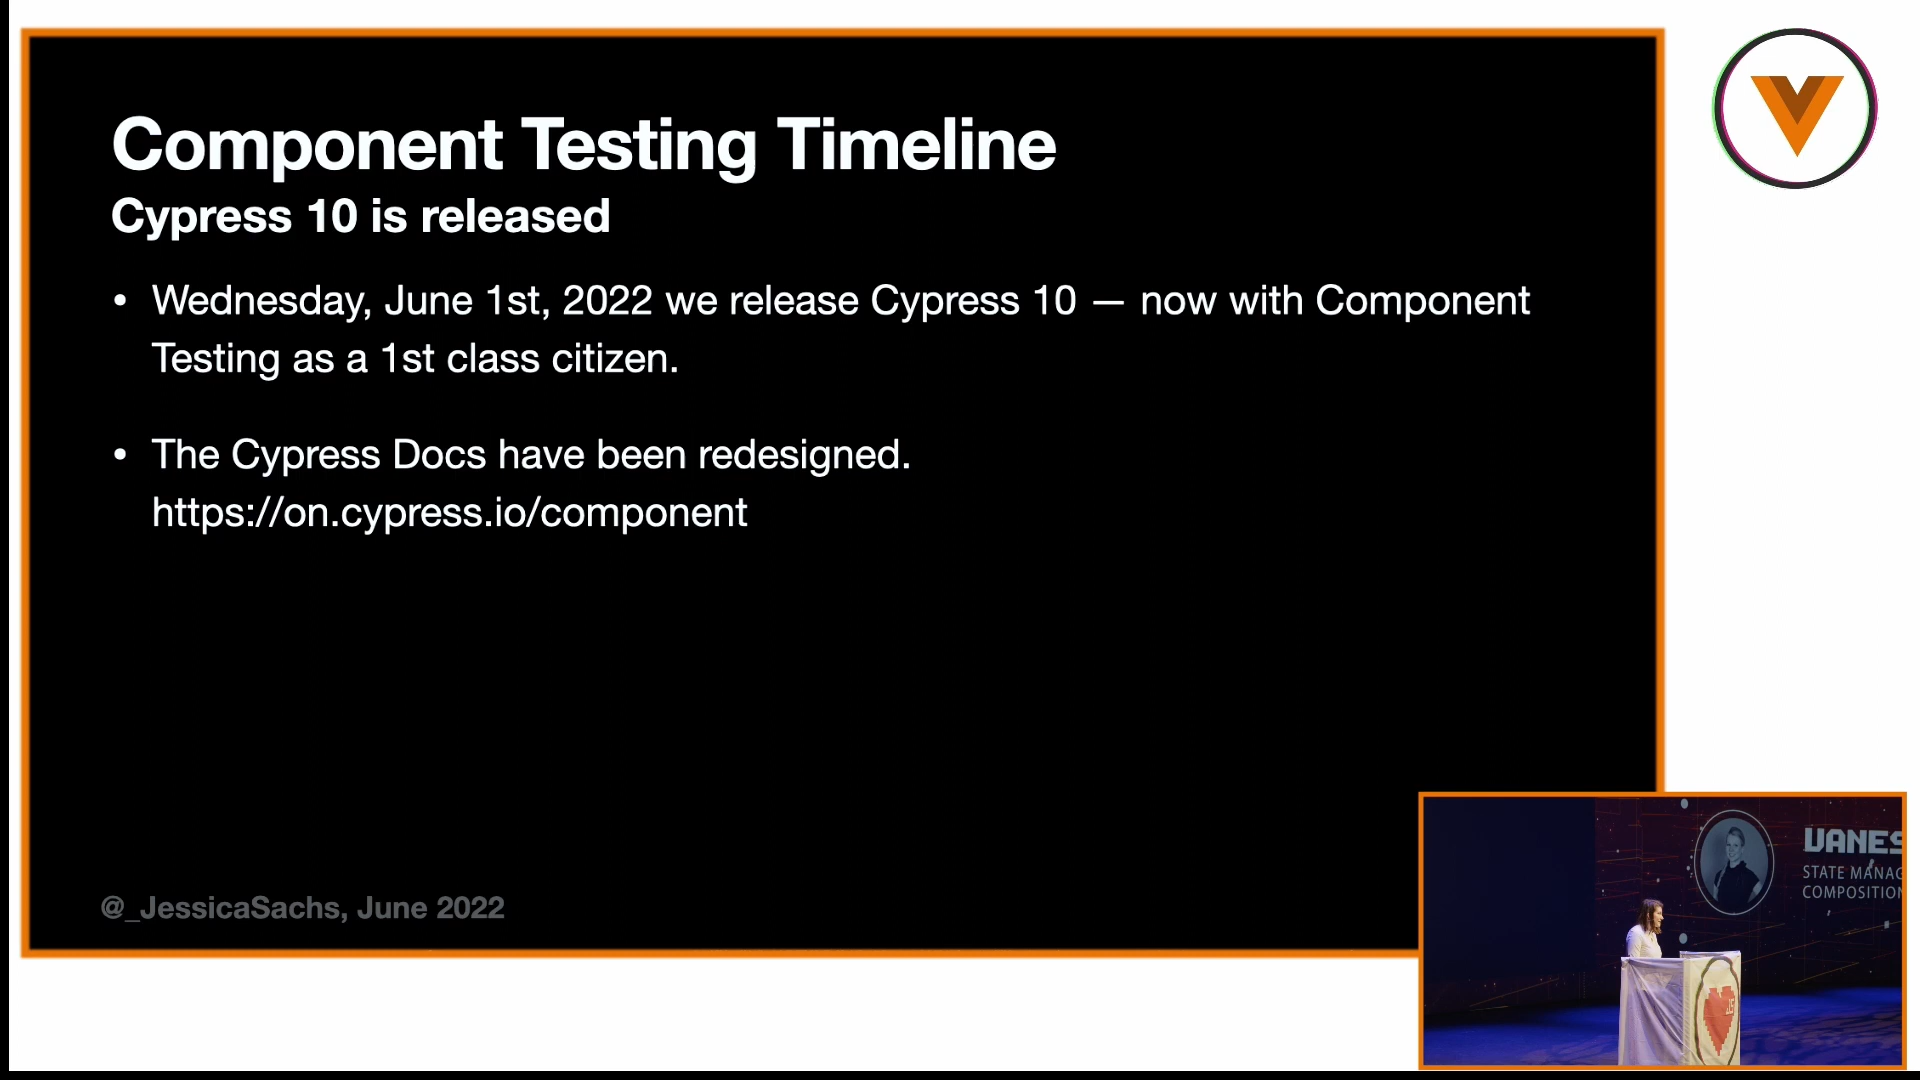 Component Testing Timeline
Cypress 10 is released
• Wednesday, June 1st, 2022 we release Cypress 10 — now with Component
Testing as a 1st class citizen.
• The Cypress Docs have been redesigned.
https://on.cypress.io/component
@_JessicaSachs, June 2022
VANES
STATE MANAG
COMPOSITION
JS